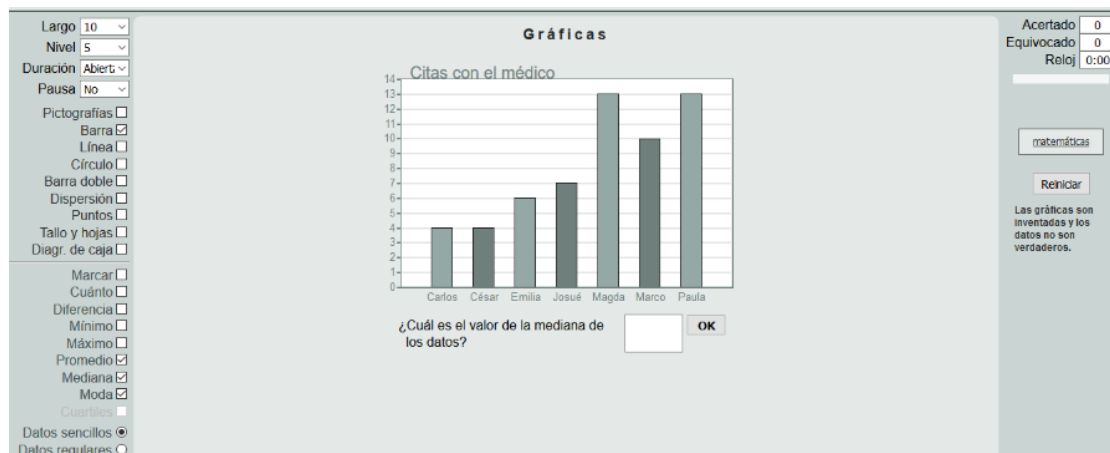 Largo 10
Nivel 5
Duración Abiert
Pausa No
Pictografías
Barra
Línea
Círculo
Barra doble
Dispersión
Puntos
Tallo y hojas
Diagr. de caja
Marcar
Cuánto
Diferencia
Mínimo
Máximo
Promedio
Mediana
Moda
Cuartiles
Datos sencillos
Datos regulares
Gráficas
Citas con el médico
14
13
12
11
10
9
8
7
6
5
4
3
2
1
0
Carlos César Emilia Josué Magda Marco Paula
¿Cuál es el valor de la mediana de
los datos?
OK
Acertado 0
Equivocado 0
Reloj 0:00
matemáticas
Reiniciar
Las gráficas son
inventadas y los
datos no son
verdaderos.